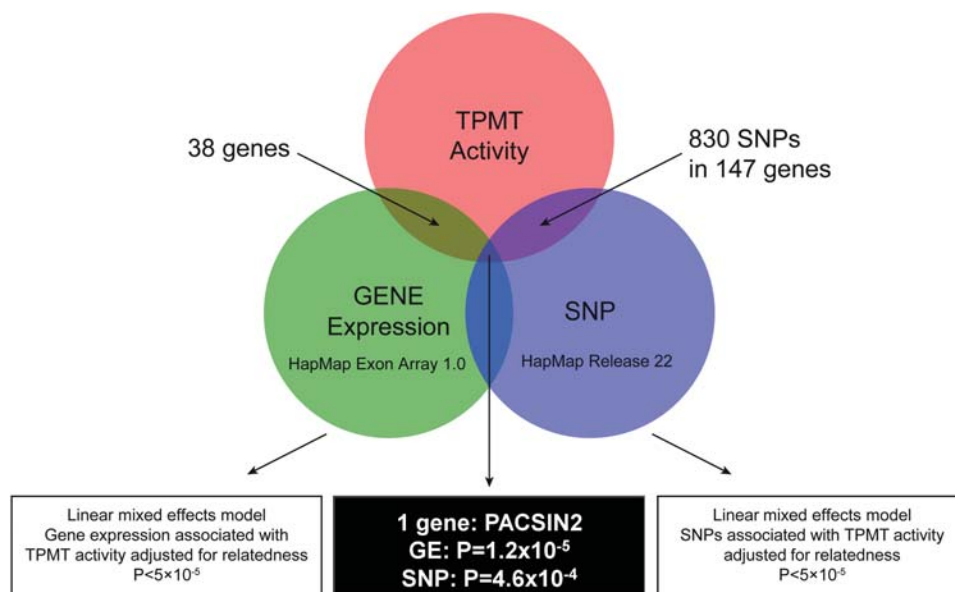 TPMT
Activity
38 genes
830 SNPs
in 147 genes
GENE
Expression
HapMap Exon Array 1.0
SNP
HapMap Release 22
Linear mixed effects model
Gene expression associated with
TPMT activity adjusted for relatedness
P<5×10⁻⁵
1 gene: PACSIN2
GE: P=1.2x10⁻⁵
SNP: P=4.6x10⁻⁴
Linear mixed effects model
SNPs associated with TPMT activity
adjusted for relatedness
P<5×10⁻⁵